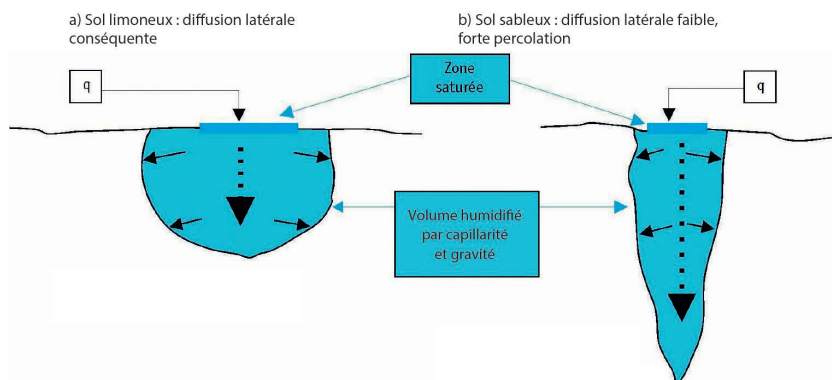 a) Sol limoneux : diffusion latérale
conséquente
b) Sol sableux : diffusion latérale faible,
forte percolation
q
Zone
saturée
q
Volume humidifié
par capillarité
et gravité